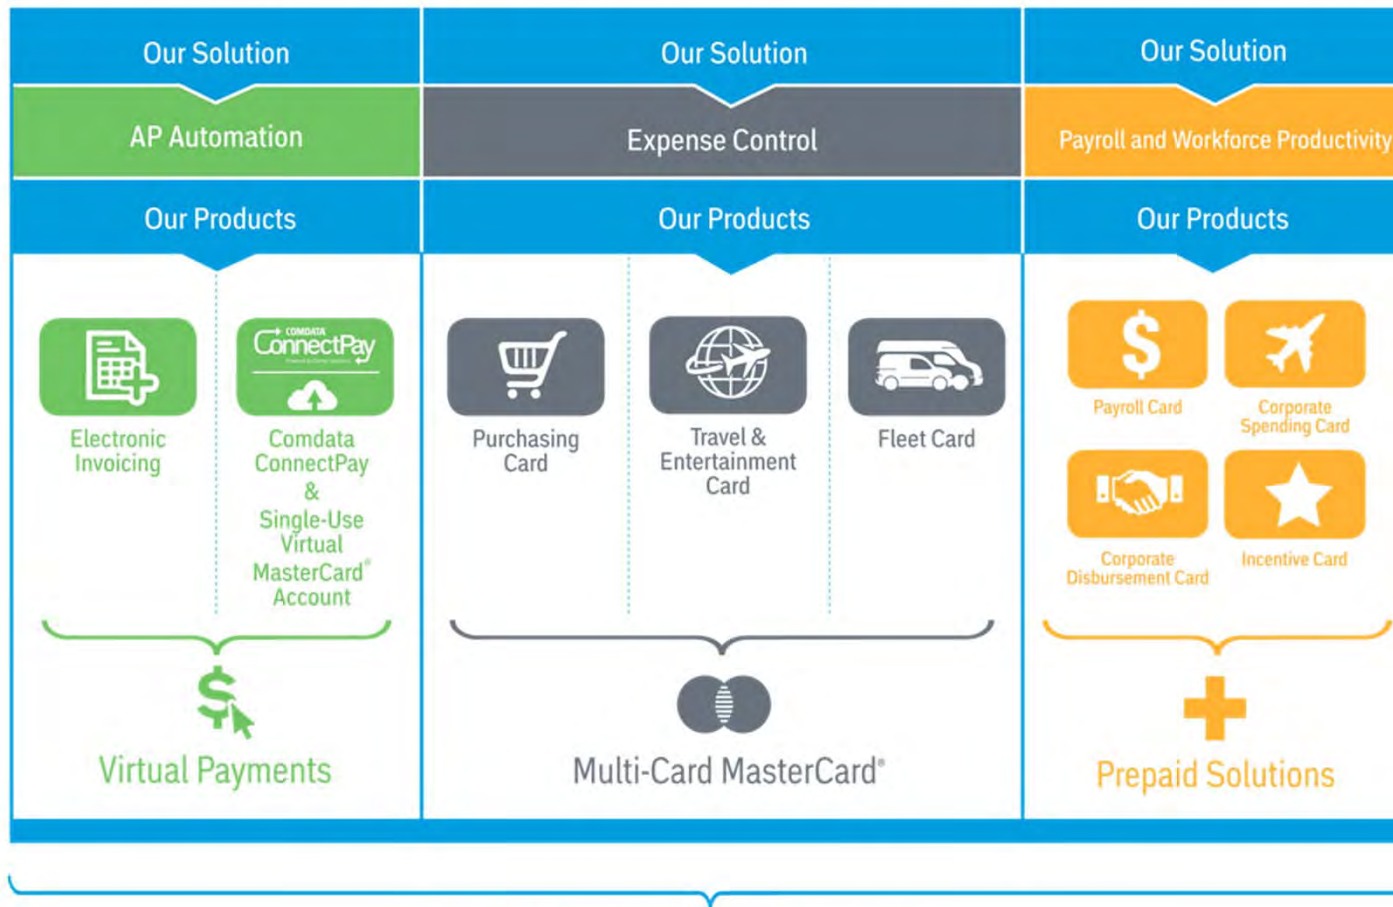 Our Solution
AP Automation
Our Products
Electronic
Invoicing
COMDATA
ConnectPay
Comdata
ConnectPay
&
Single-Use
Virtual
MasterCard®
Account
Virtual Payments
Our Solution
Expense Control
Our Products
Purchasing
Card
Travel &
Entertainment
Card
Fleet Card
Multi-Card MasterCard®
Our Solution
Payroll and Workforce Productivity
Our Products
$
Payroll Card
Corporate
Spending Card
Corporate
Disbursement Card
Incentive Card
Prepaid Solutions